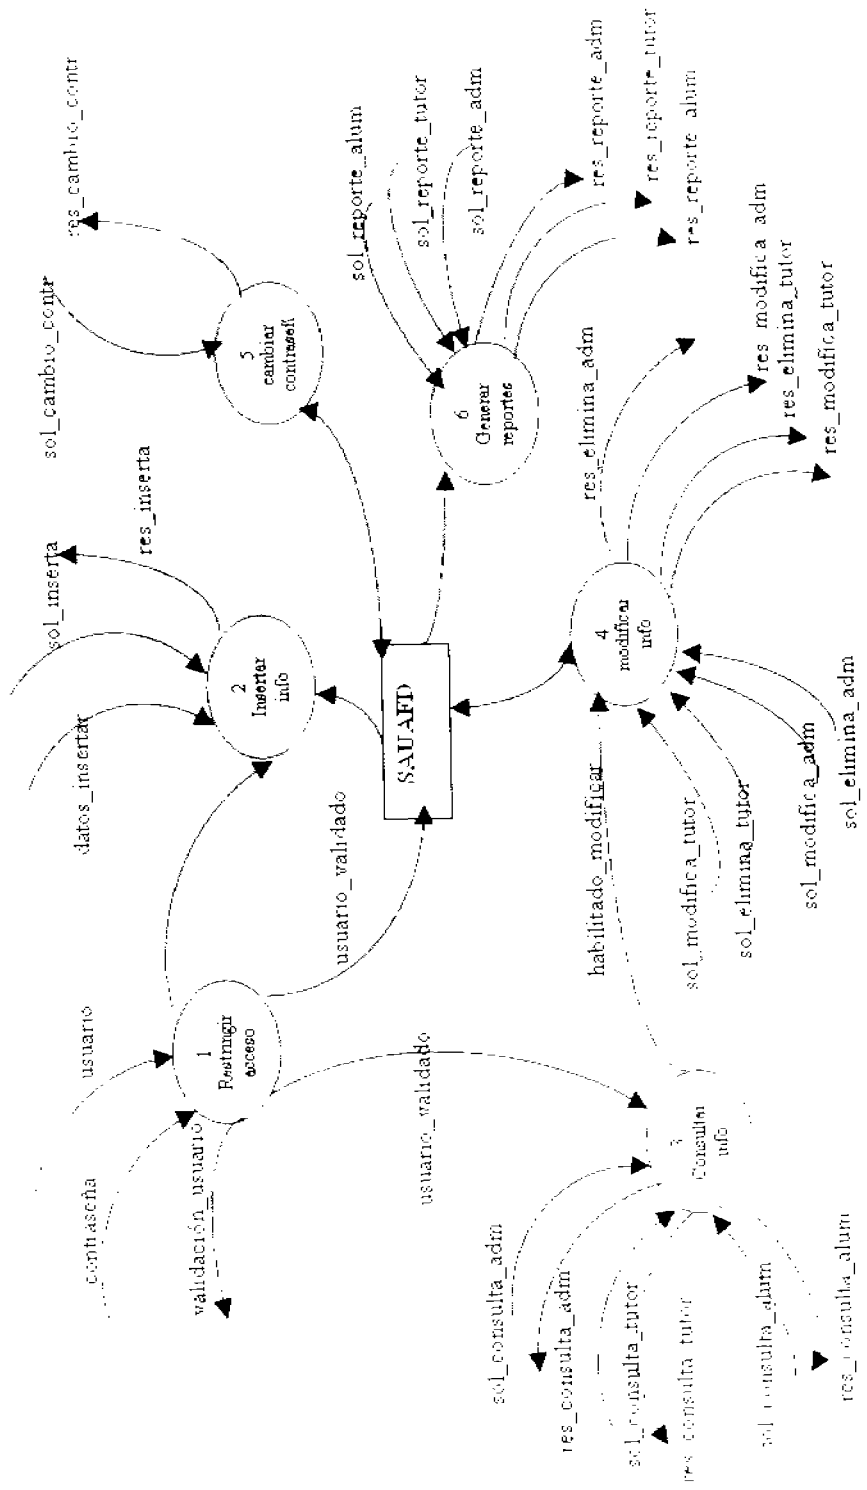 contraseña
usuario
validación_usuario
1
Restringir
acceso
usuario_validado
usuario_validado
datos_insertar
sol_inserta
res_inserta
2
Insertar
info
sol_cambio_contr
res_cambio_contr
5
cambiar
contraseñ
SAUAFD
sol_reporte_alum
sol_reporte_tutor
sol_reporte_adm
6
Generar
reportes
res_reporte_adm
res_reporte_tutor
res_reporte_alum
habilitado_modificar
4
modificar
info
res_elimina_adm
res_modifica_adm
res_elimina_tutor
res_modifica_tutor
sol_modifica_tutor
sol_elimina_tutor
sol_modifica_adm
sol_elimina_adm
3
Consultar
info
sol_consulta_adm
res_consulta_adm
sol_consulta_tutor
res_consulta_tutor
sol_consulta_alum
res_consulta_alum